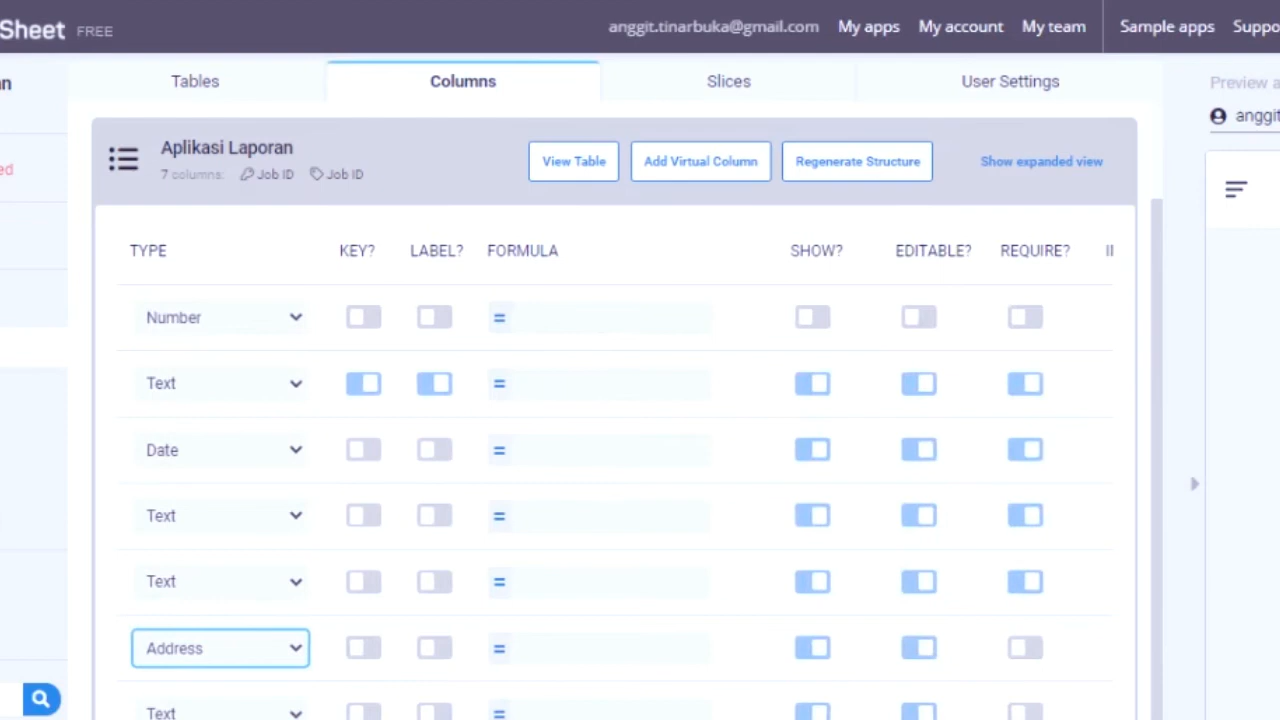 Sheet FREE
anggit.tinarbuka@gmail.com My apps My account My team Sample apps Suppo
Tables Columns Slices User Settings
Preview a
anggit
ed
Aplikasi Laporan
7 columns: Job ID Job ID
View Table Add Virtual Column Regenerate Structure Show expanded view
TYPE KEY? LABEL? FORMULA SHOW? EDITABLE? REQUIRE?
Number =
Text =
Date =
Text =
Text =
Address =
Text =